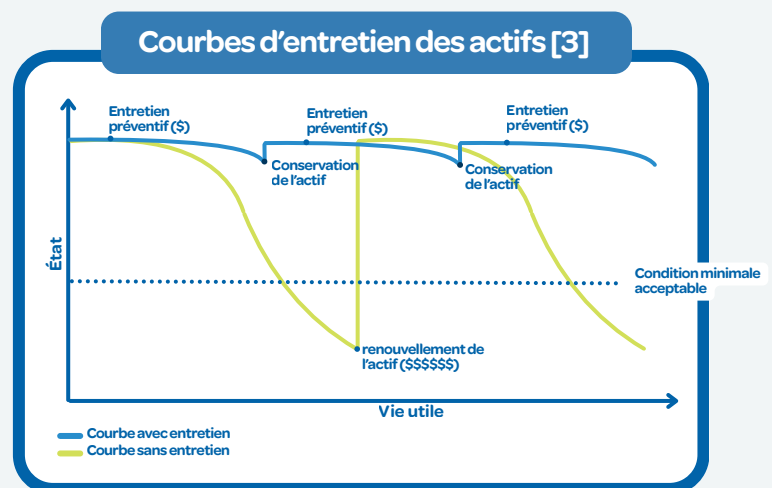 Courbes d'entretien des actifs [3]
Entretien
préventif ($)
Entretien
préventif ($)
Entretien
préventif ($)
Conservation
de l'actif
Conservation
de l'actif
État
Condition minimale
acceptable
renouvellement de
l'actif ($$$$$$)
Vie utile
Courbe avec entretien
Courbe sans entretien